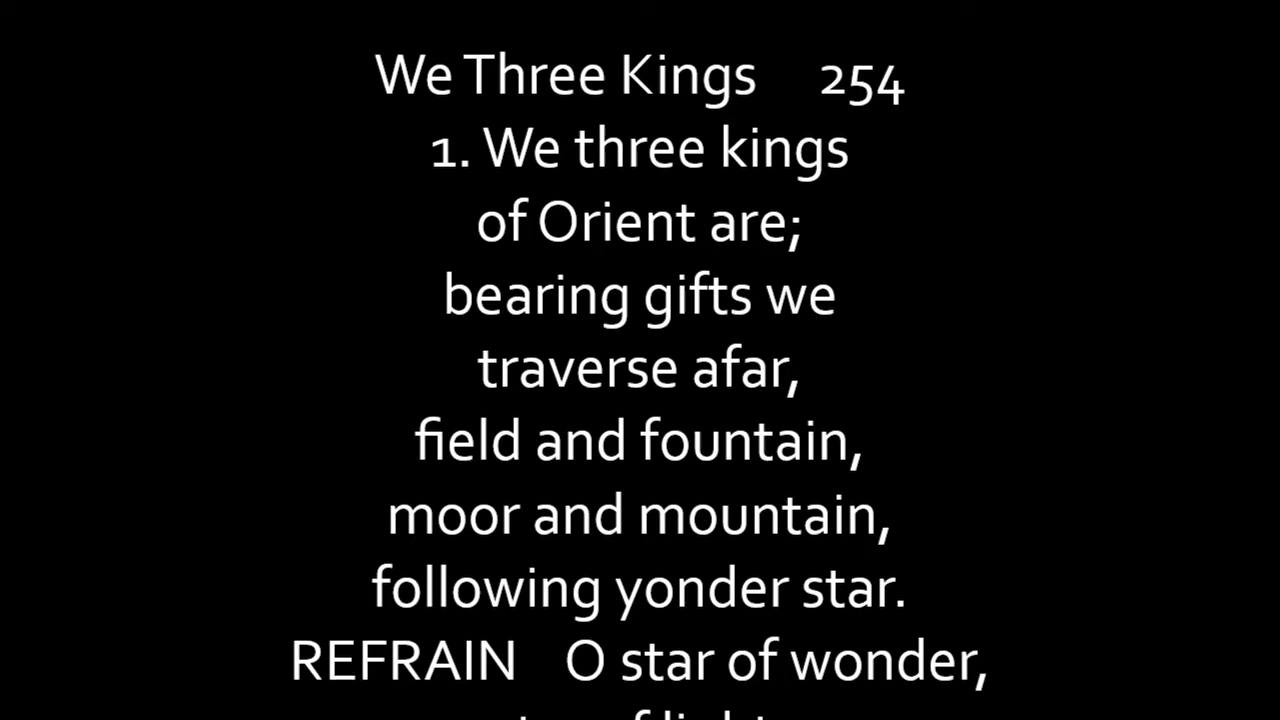 We Three Kings 254
1. We three kings
of Orient are;
bearing gifts we
traverse afar,
field and fountain,
moor and mountain,
following yonder star.
REFRAIN O star of wonder,